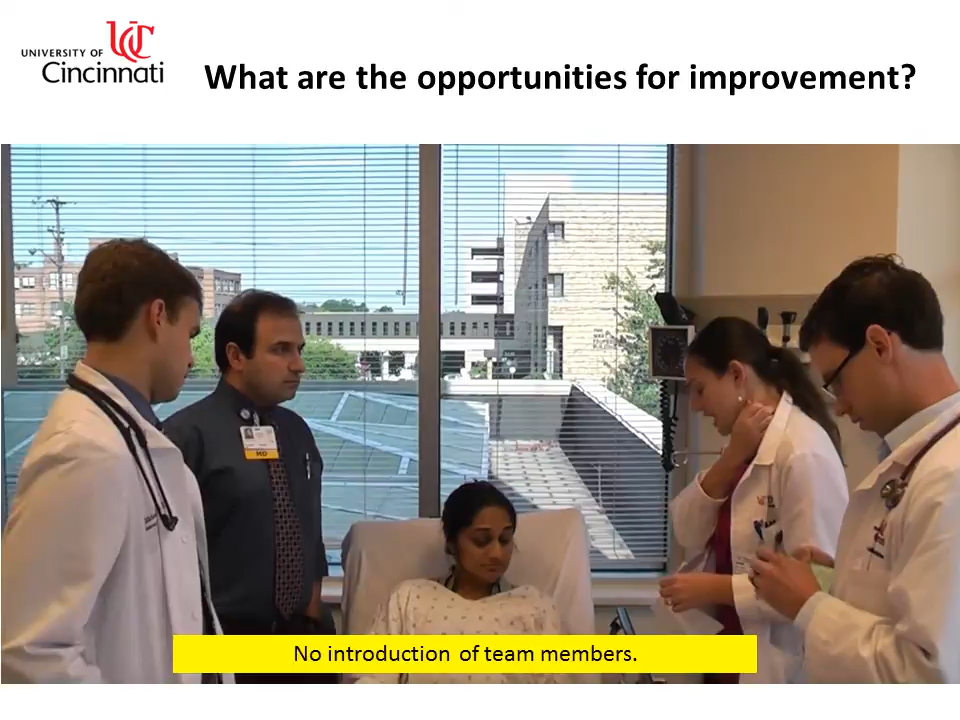 UNIVERSITY OF
Cincinnati
What are the opportunities for improvement?
MD
No introduction of team members.